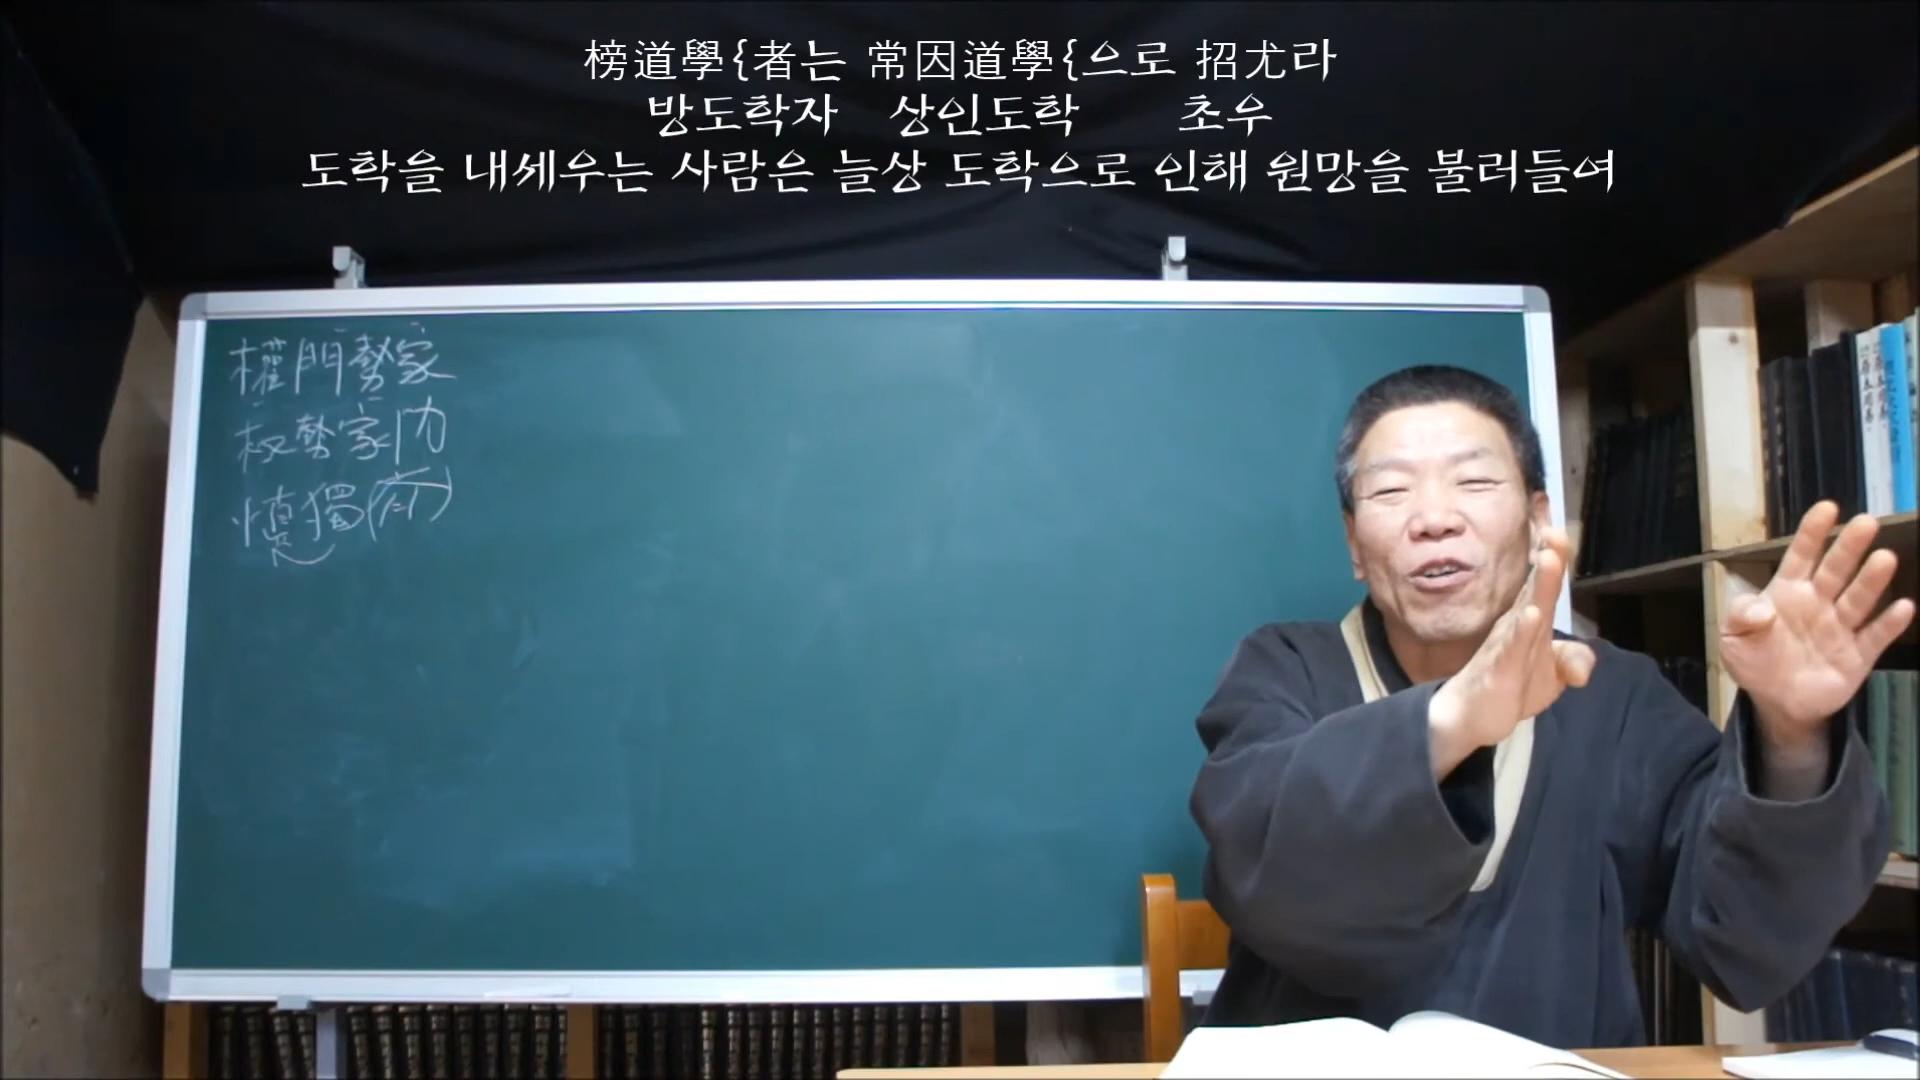 榜道學{者는 常因道學{으로 招尤라
방도학자 상인도학 초우
도학을 내세우는 사람은 늘상 도학으로 인해 원망을 불러들여
權門勢家
权勢家门
愼獨